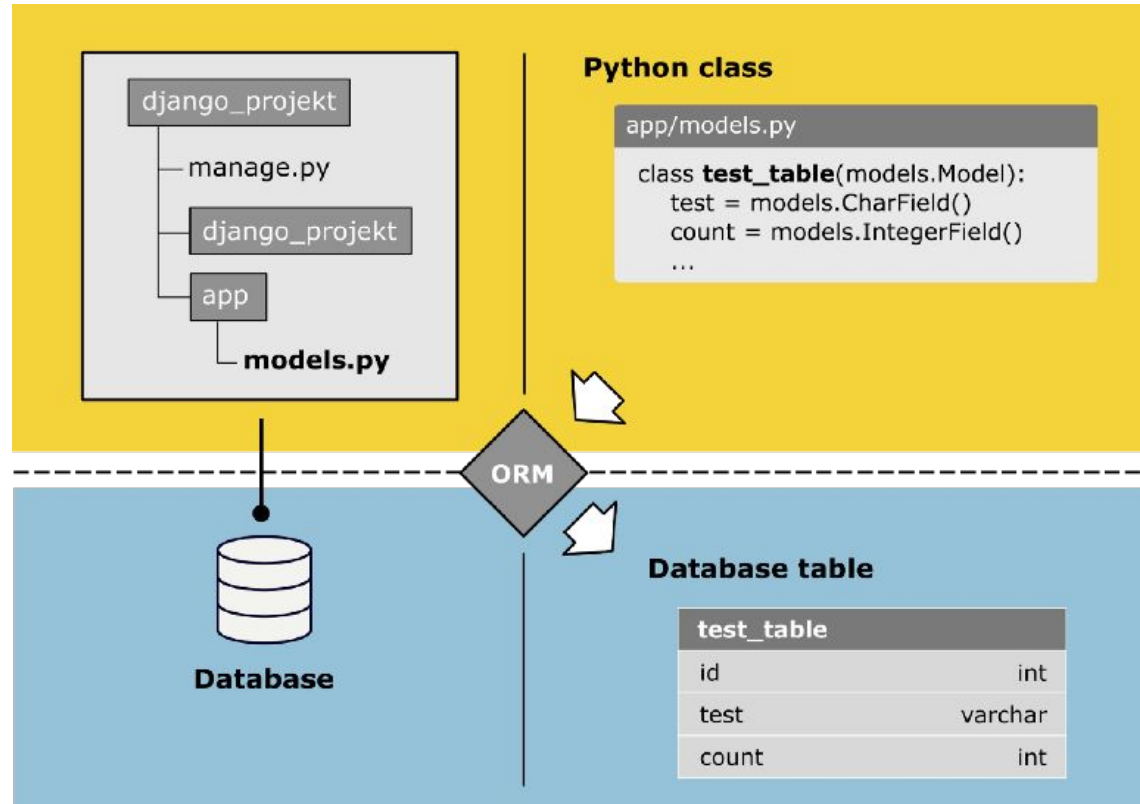 django_projekt
manage.py
django_projekt
app
models.py
Python class
app/models.py
class test_table(models.Model):
test = models.CharField()
count = models.IntegerField()
...
ORM
Database
Database table
test_table
id int
test varchar
count int